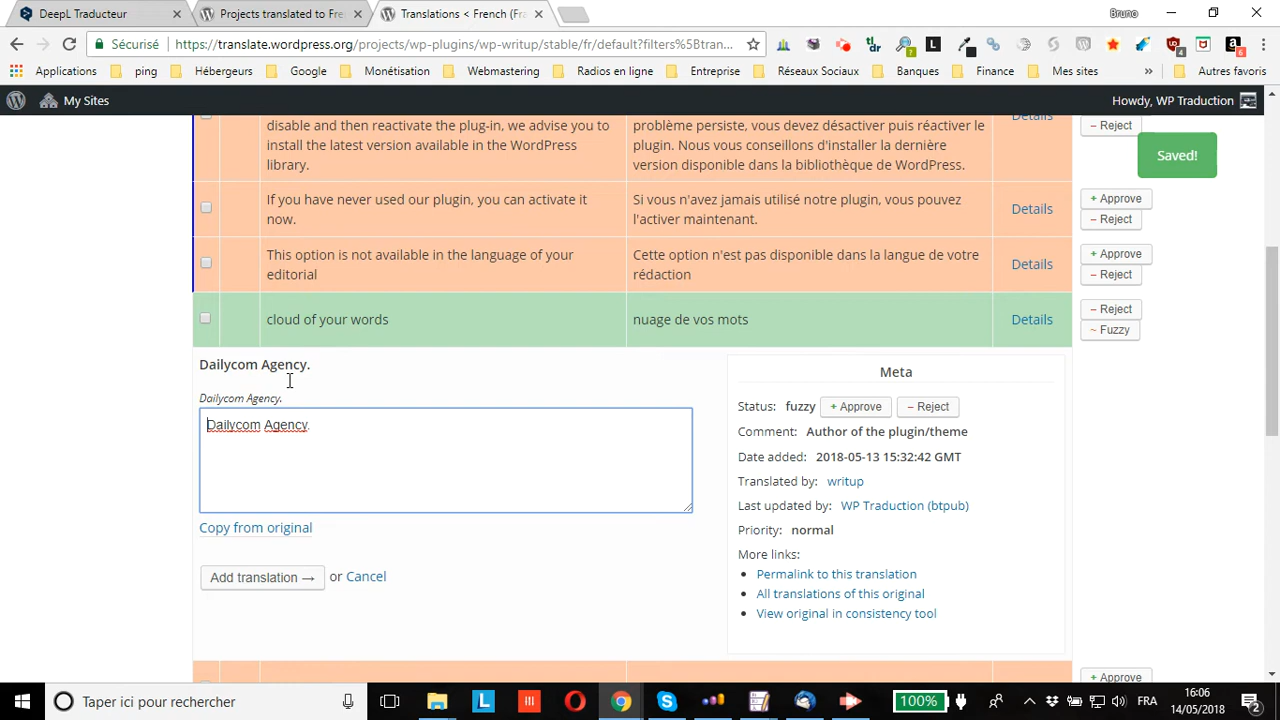 DeepL Traducteur
Projects translated to Fre
Translations < French (Fr
Bruno
Sécurisé
https://translate.wordpress.org/projects/wp-plugins/wp-writup/stable/fr/default?filters%5Btran...
Applications
ping
Hébergeurs
Google
Monétisation
Webmastering
Radios en ligne
Entreprise
Réseaux Sociaux
Banques
Finance
Mes sites
»
Autres favoris
My Sites
Howdy, WP Traduction
disable and then reactivate the plug-in, we advise you to
install the latest version available in the WordPress
library.
problème persiste, vous devez désactiver puis réactiver le
plugin. Nous vous conseillons d'installer la dernière
version disponible dans la bibliothèque de WordPress.
Details
− Reject
Saved!
If you have never used our plugin, you can activate it
now.
Si vous n'avez jamais utilisé notre plugin, vous pouvez
l'activer maintenant.
Details
+ Approve
− Reject
This option is not available in the language of your
editorial
Cette option n'est pas disponible dans la langue de votre
rédaction
Details
+ Approve
− Reject
cloud of your words
nuage de vos mots
Details
− Reject
~ Fuzzy
Dailycom Agency.
Dailycom Agency.
Dailycom Agency.
Copy from original
Add translation →
or Cancel
Meta
Status: fuzzy + Approve − Reject
Comment: Author of the plugin/theme
Date added: 2018-05-13 15:32:42 GMT
Translated by: writup
Last updated by: WP Traduction (btpub)
Priority: normal
More links:
• Permalink to this translation
• All translations of this original
• View original in consistency tool
+ Approve
Taper ici pour rechercher
100%
FRA
16:06
14/05/2018